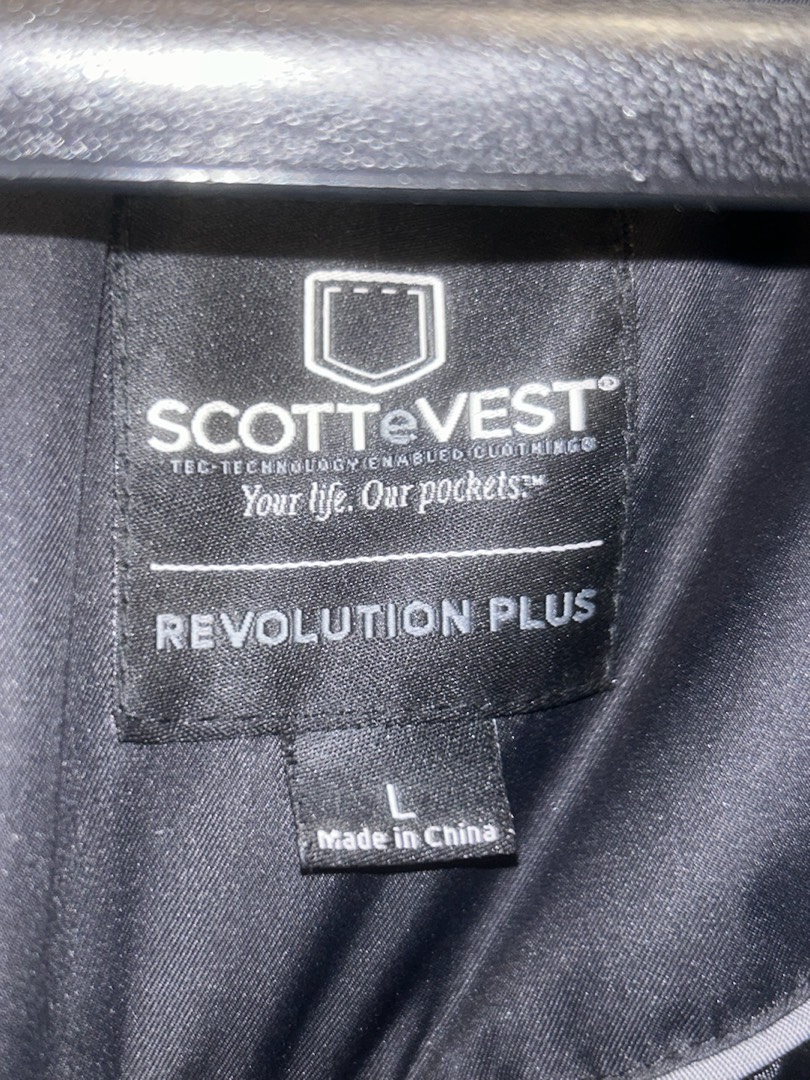 SCOTTeVEST®
TEC-TECHNOLOGY ENABLED CLOTHING®
Your life. Our pockets.™
REVOLUTION PLUS
L
Made in China